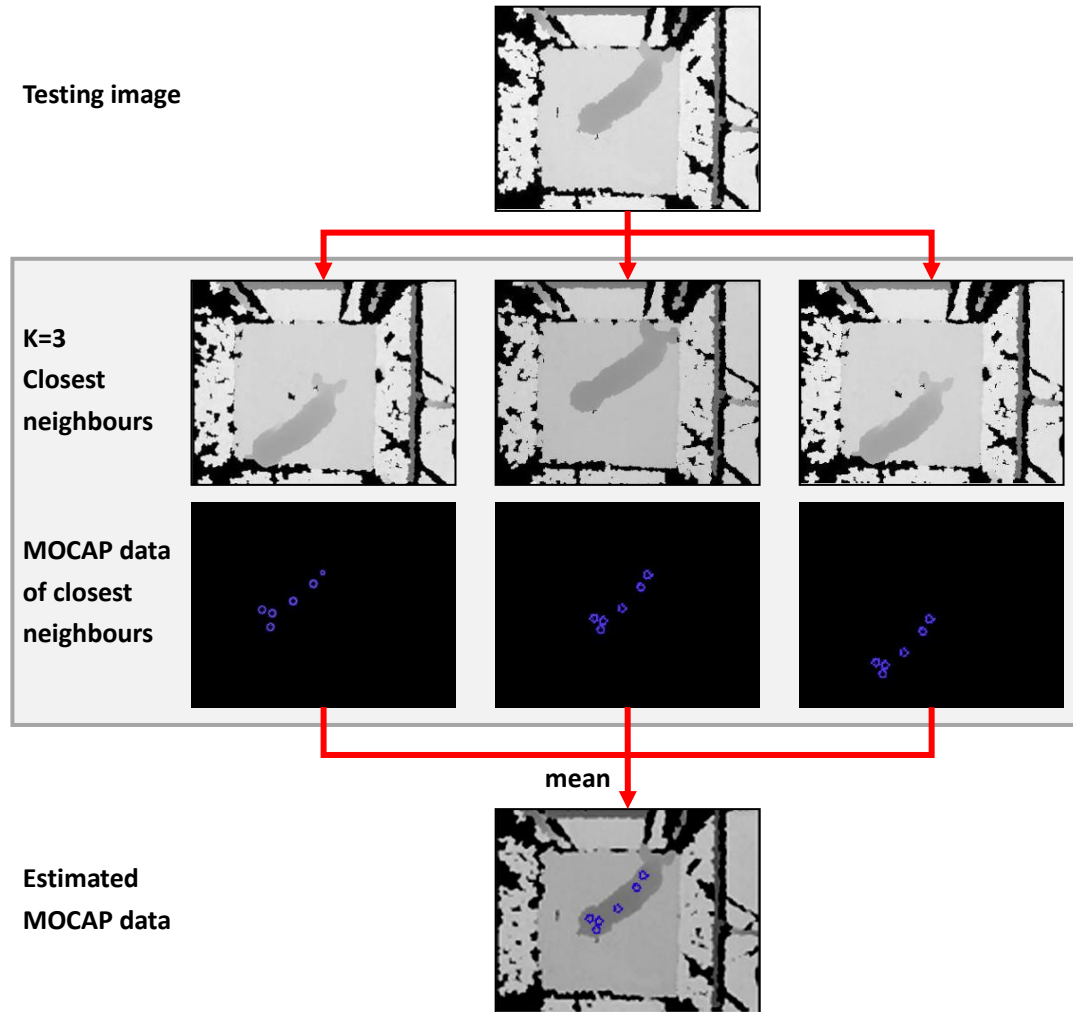 Testing image
K=3
Closest
neighbours
MOCAP data
of closest
neighbours
mean
Estimated
MOCAP data